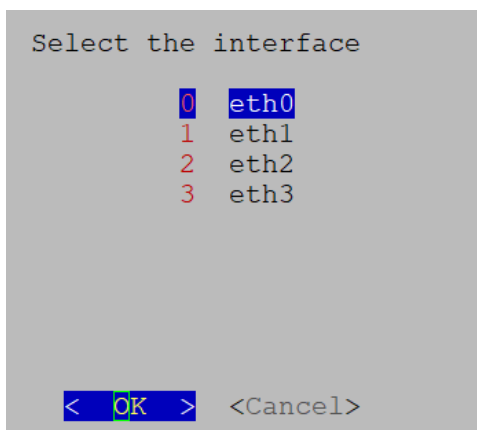 Select the interface
0 eth0
1 eth1
2 eth2
3 eth3
< OK > <Cancel>